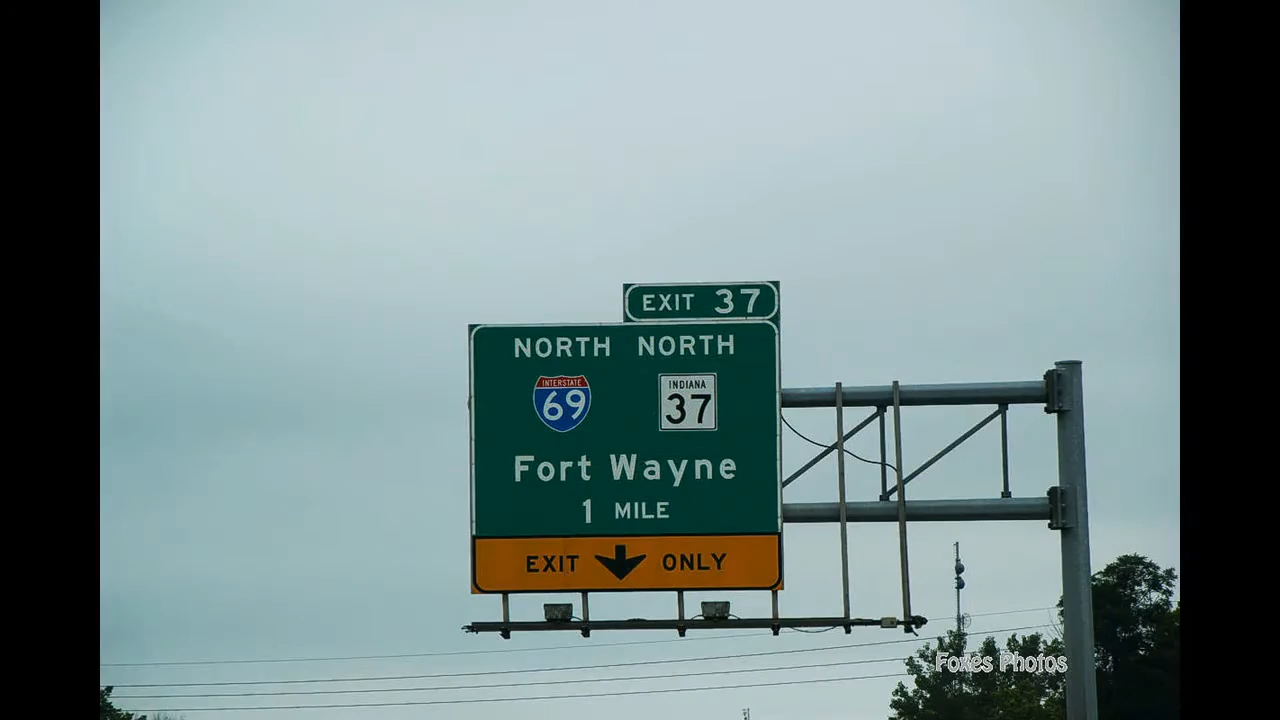 EXIT 37
NORTH NORTH
INTERSTATE 69
INDIANA 37
Fort Wayne
1 MILE
EXIT ONLY
Foxes Photos